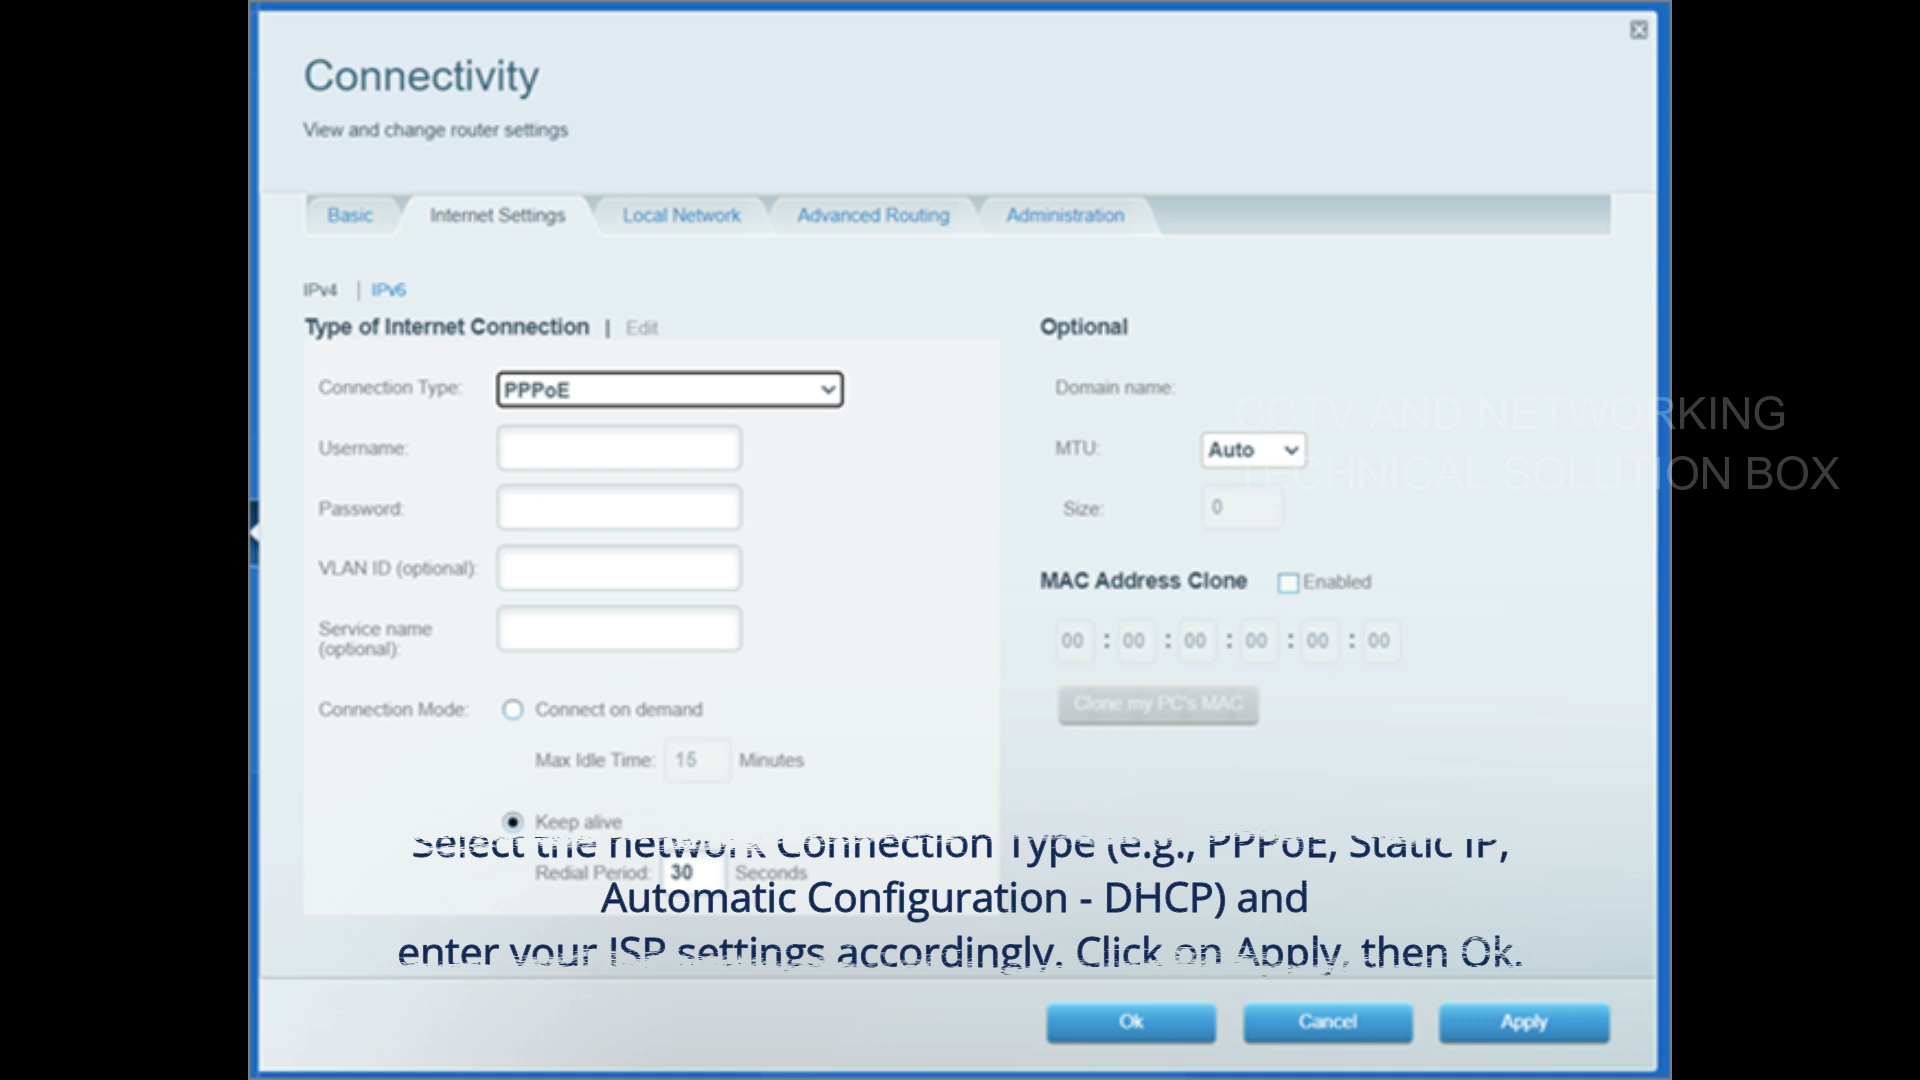 Connectivity
View and change router settings
Basic
Internet Settings
Local Network
Advanced Routing
Administration
IPv4 | IPv6
Type of Internet Connection | Edit
Connection Type: PPPoE
Username:
Password:
VLAN ID (optional):
Service name
(optional):
Connection Mode: Connect on demand
Max Idle Time: 15 Minutes
Keep alive
Redial Period: 30 Seconds
Optional
Domain name:
MTU: Auto
Size: 0
MAC Address Clone Enabled
00 : 00 : 00 : 00 : 00 : 00
Clone my PC's MAC
CCTV AND NETWORKING
TECHNICAL SOLUTION BOX
Select the network Connection Type (e.g., PPPoE, Static IP,
Automatic Configuration - DHCP) and
enter your ISP settings accordingly. Click on Apply, then Ok.
Ok
Cancel
Apply